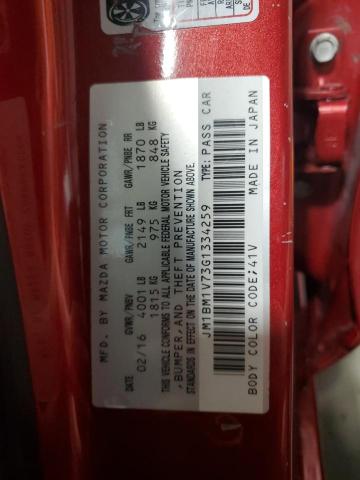 MFD. BY MAZDA MOTOR CORPORATION
DATE GVWR/PNBV GAWR/PNBE FRT GAWR/PNBE RR
02/16 4001 LB 2149 LB 1870 LB
1815 KG 975 KG 848 KG
THIS VEHICLE CONFORMS TO ALL APPLICABLE FEDERAL MOTOR VEHICLE SAFETY
,BUMPER,AND THEFT PREVENTION
STANDARDS IN EFFECT ON THE DATE OF MANUFACTURE SHOWN ABOVE.
JM1BM1V73G1334259 TYPE: PASS CAR
BODY COLOR CODE;41V MADE IN JAPAN